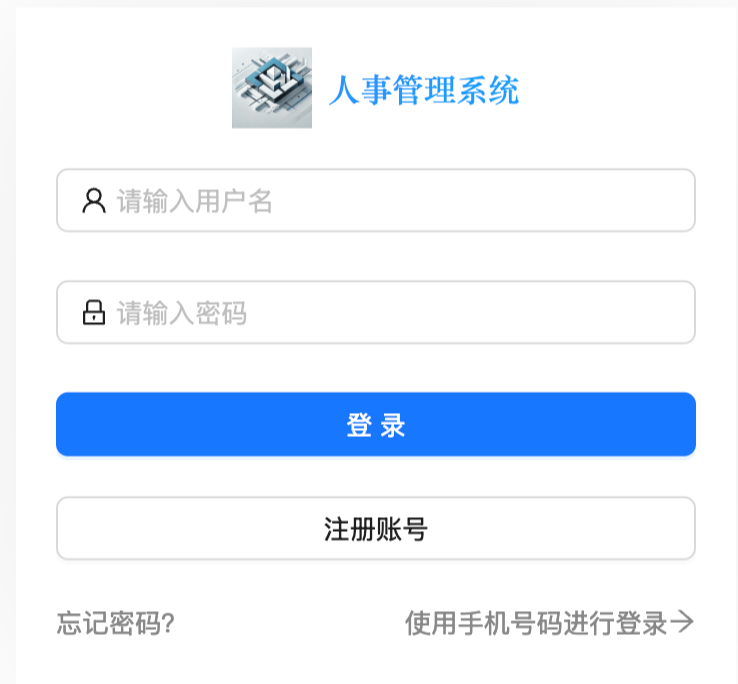 人事管理系统
请输入用户名
请输入密码
登 录
注册账号
忘记密码?
使用手机号码进行登录→